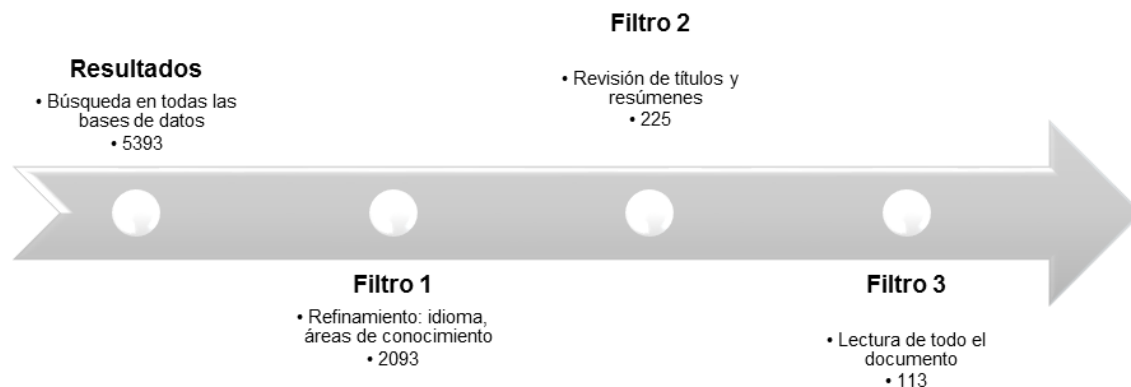 Resultados
• Búsqueda en todas las
bases de datos
• 5393
Filtro 1
• Refinamiento: idioma,
áreas de conocimiento
• 2093
Filtro 2
• Revisión de títulos y
resúmenes
• 225
Filtro 3
• Lectura de todo el
documento
• 113